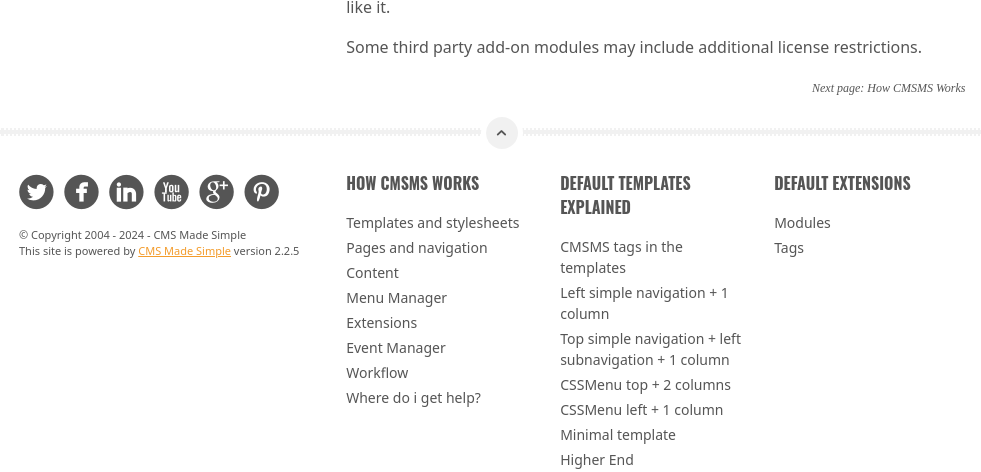 like it.
Some third party add-on modules may include additional license restrictions.
Next page: How CMSMS Works
You
Tube
g+
© Copyright 2004 - 2024 - CMS Made Simple
This site is powered by CMS Made Simple version 2.2.5
HOW CMSMS WORKS
Templates and stylesheets
Pages and navigation
Content
Menu Manager
Extensions
Event Manager
Workflow
Where do i get help?
DEFAULT TEMPLATES
EXPLAINED
CMSMS tags in the
templates
Left simple navigation + 1
column
Top simple navigation + left
subnavigation + 1 column
CSSMenu top + 2 columns
CSSMenu left + 1 column
Minimal template
Higher End
DEFAULT EXTENSIONS
Modules
Tags